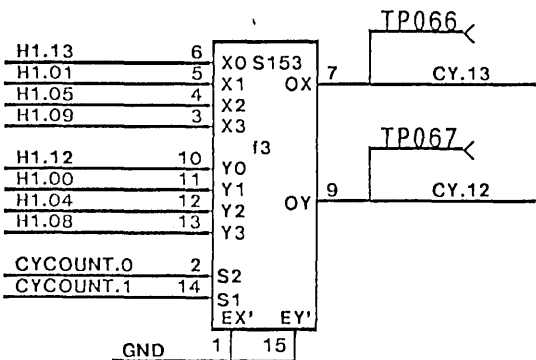 TP066
H1.13 6 X0 S153
H1.01 5 X1 OX 7 CY.13
H1.05 4 X2
H1.09 3 X3
TP067
f3
H1.12 10 Y0
H1.00 11 Y1 9 CY.12
H1.04 12 Y2 OY
H1.08 13 Y3
CYCOUNT.0 2 S2
CYCOUNT.1 14 S1
EX' EY'
GND 1 15